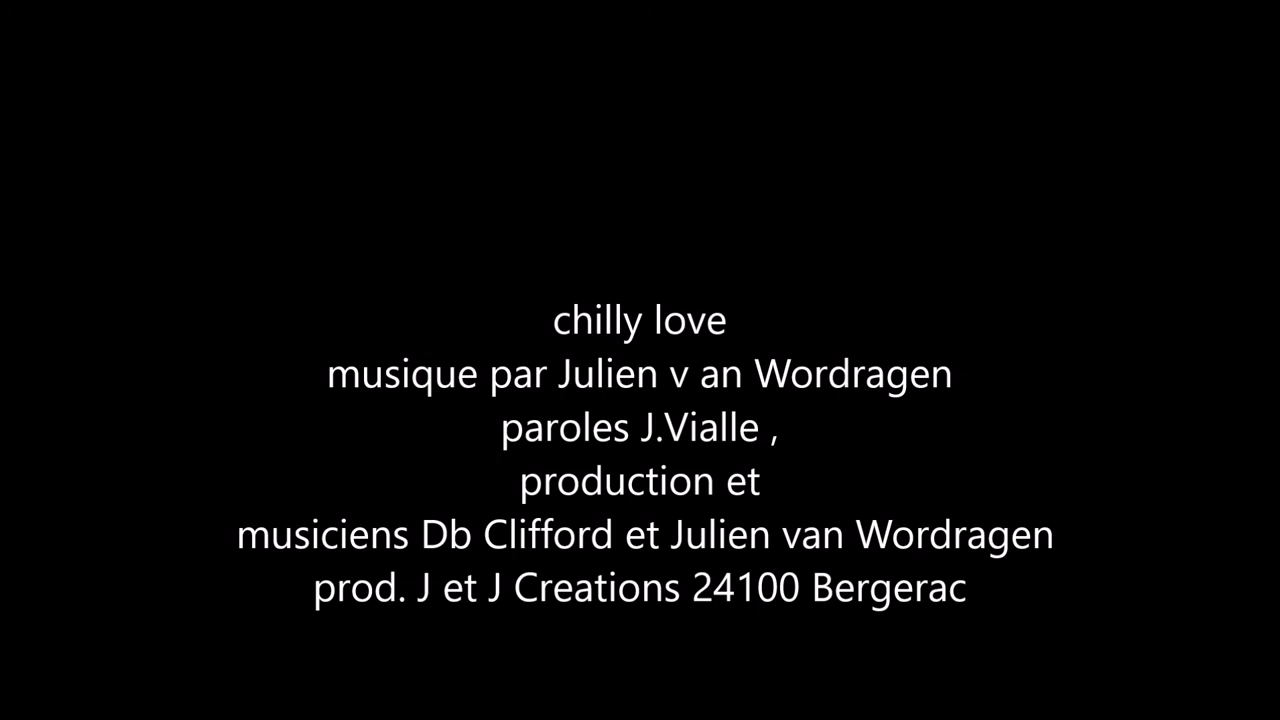 chilly love
musique par Julien v an Wordragen
paroles J.Vialle ,
production et
musiciens Db Clifford et Julien van Wordragen
prod. J et J Creations 24100 Bergerac